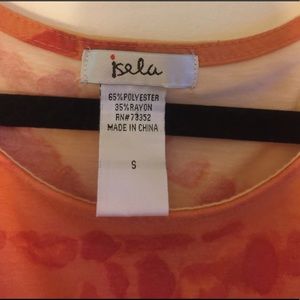 isela
65%POLYESTER
35%RAYON
RN#73352
MADE IN CHINA
S